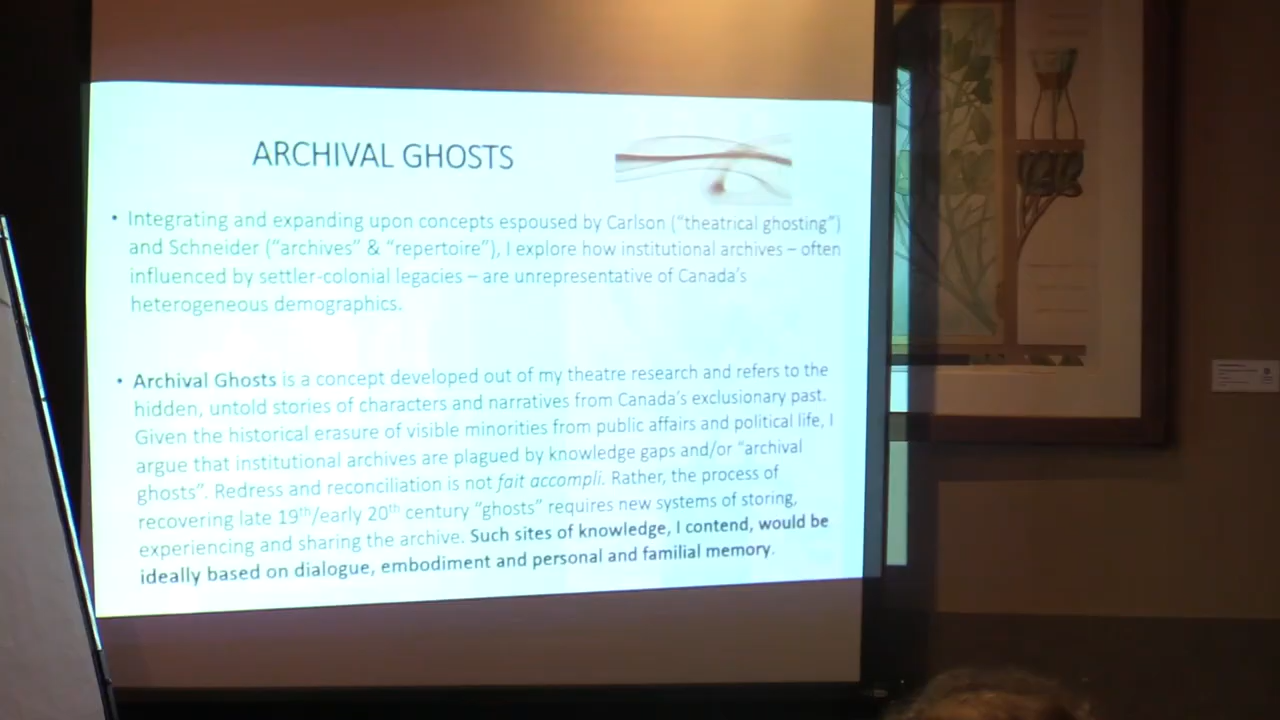 ARCHIVAL GHOSTS
• Integrating and expanding upon concepts espoused by Carlson (“theatrical ghosting”)
and Schneider (“archives” & “repertoire”), I explore how institutional archives – often
influenced by settler-colonial legacies – are unrepresentative of Canada’s
heterogeneous demographics.
• Archival Ghosts is a concept developed out of my theatre research and refers to the
hidden, untold stories of characters and narratives from Canada’s exclusionary past.
Given the historical erasure of visible minorities from public affairs and political life, I
argue that institutional archives are plagued by knowledge gaps and/or “archival
ghosts”. Redress and reconciliation is not fait accompli. Rather, the process of
recovering late 19th/early 20th century “ghosts” requires new systems of storing,
experiencing and sharing the archive. Such sites of knowledge, I contend, would be
ideally based on dialogue, embodiment and personal and familial memory.